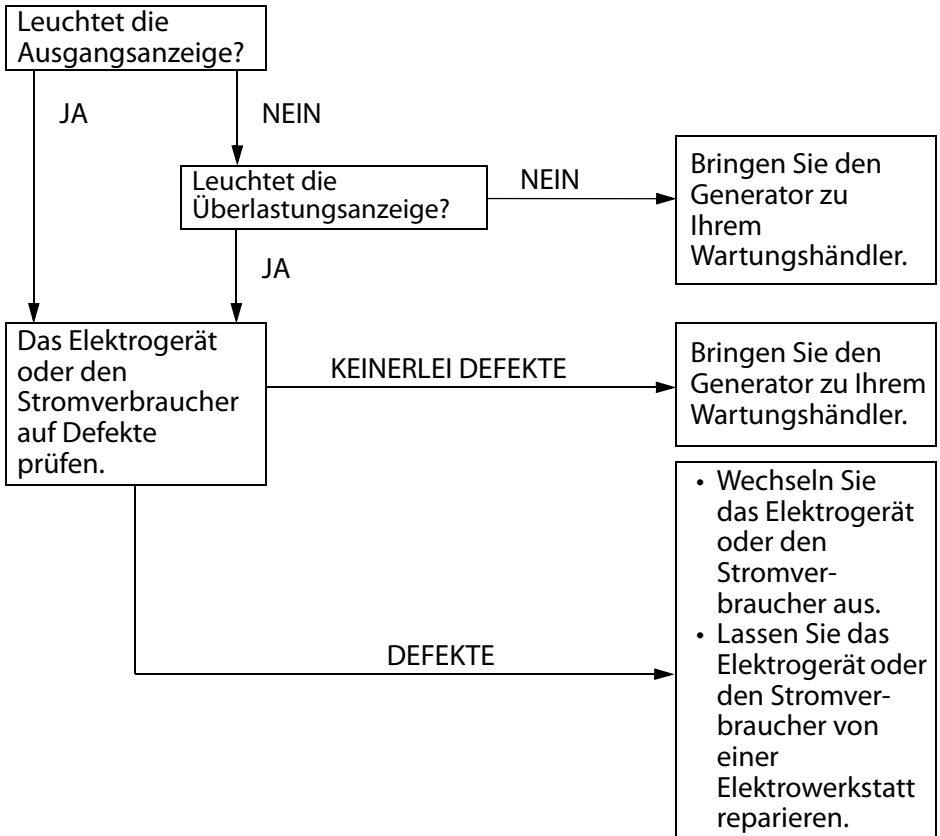 Leuchtet die
Ausgangsanzeige?
JA
NEIN
Leuchtet die
Überlastungsanzeige?
NEIN
Bringen Sie den
Generator zu
Ihrem
Wartungshändler.
JA
Das Elektrogerät
oder den
Stromverbraucher
auf Defekte
prüfen.
KEINERLEI DEFEKTE
Bringen Sie den
Generator zu Ihrem
Wartungshändler.
DEFEKTE
• Wechseln Sie
das Elektrogerät
oder den
Stromver-
braucher aus.
• Lassen Sie das
Elektrogerät oder
den Stromver-
braucher von
einer
Elektrowerkstatt
reparieren.